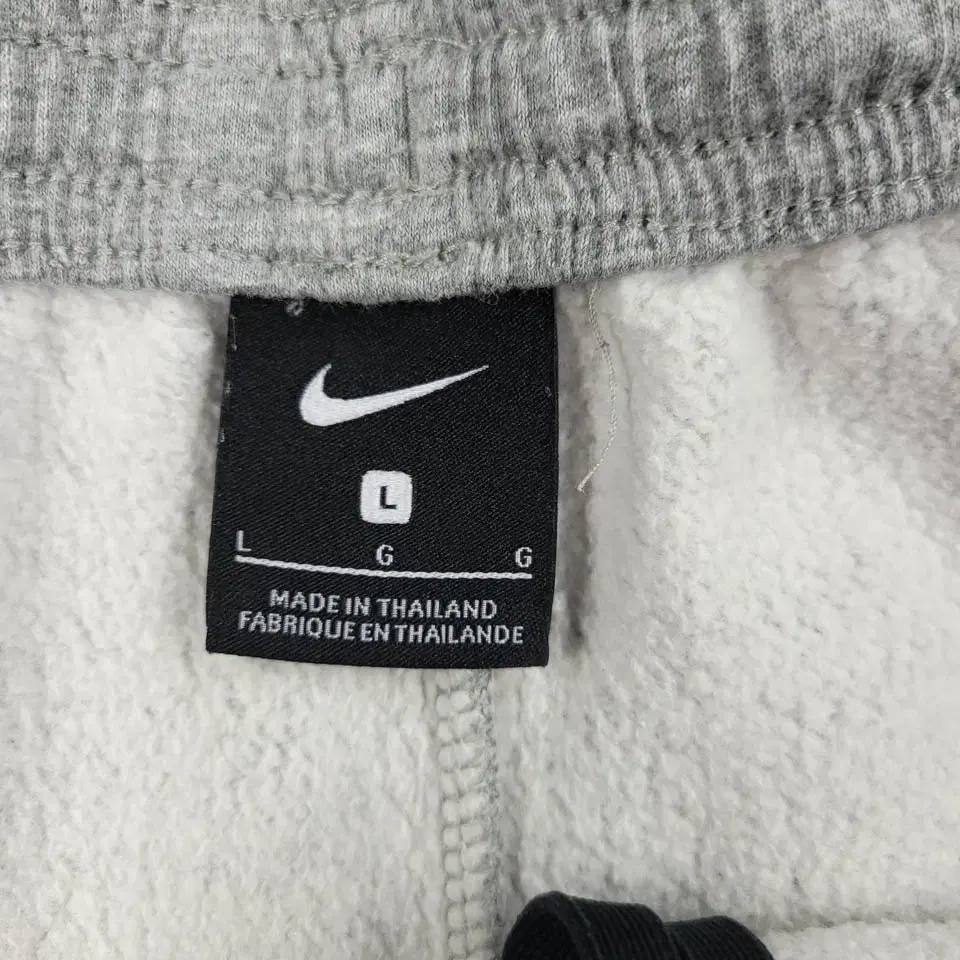 L
L G G
MADE IN THAILAND
FABRIQUE EN THAILANDE